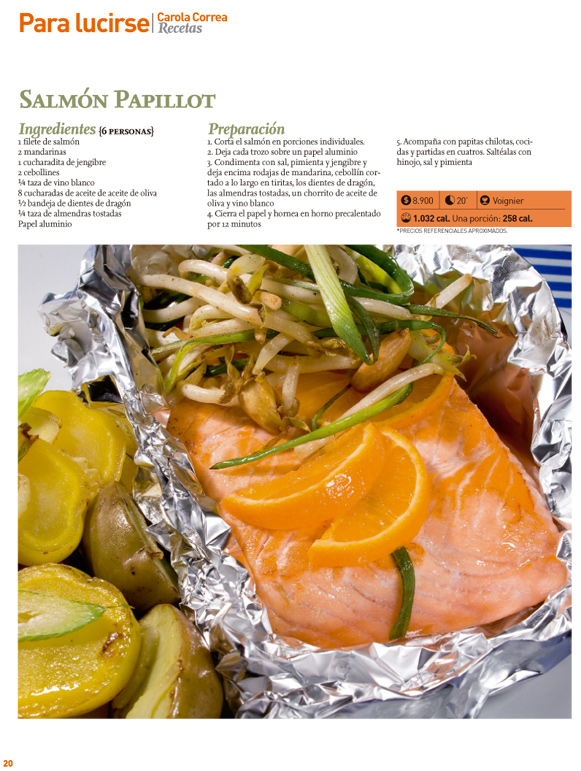 Para lucirse Carola Correa
Recetas
SALMÓN PAPILLOT
Ingredientes {6 PERSONAS}
1 filete de salmón
2 mandarinas
1 cucharadita de jengibre
2 cebollines
¼ taza de vino blanco
8 cucharadas de aceite de aceite de oliva
½ bandeja de dientes de dragón
¼ taza de almendras tostadas
Papel aluminio
Preparación
1. Corta el salmón en porciones individuales.
2. Deja cada trozo sobre un papel aluminio
3. Condimenta con sal, pimienta y jengibre y
deja encima rodajas de mandarina, cebollín cor-
tado a lo largo en tiritas, los dientes de dragón,
las almendras tostadas, un chorrito de aceite de
oliva y vino blanco
4. Cierra el papel y hornea en horno precalentado
por 12 minutos
5. Acompaña con papitas chilotas, coci-
das y partidas en cuatros. Saltéalas con
hinojo, sal y pimienta
$ 8.900 20' Voignier
1.032 cal. Una porción: 258 cal.
*PRECIOS REFERENCIALES APROXIMADOS.
20